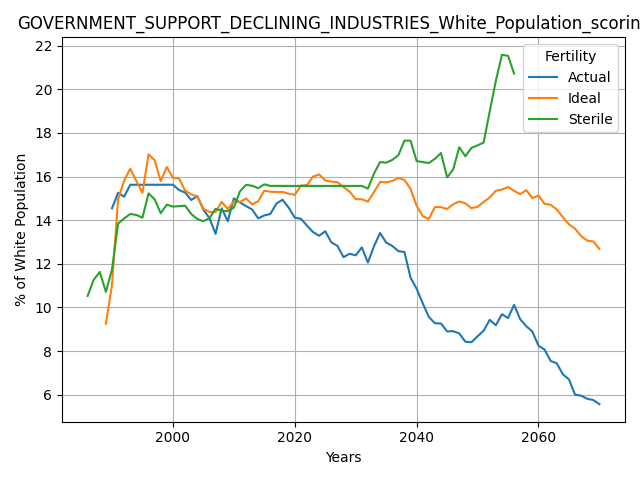 GOVERNMENT_SUPPORT_DECLINING_INDUSTRIES_White_Population_scorin
% of White Population
22
20
18
16
14
12
10
8
6
2000
2020
2040
2060
Years
Fertility
Actual
Ideal
Sterile